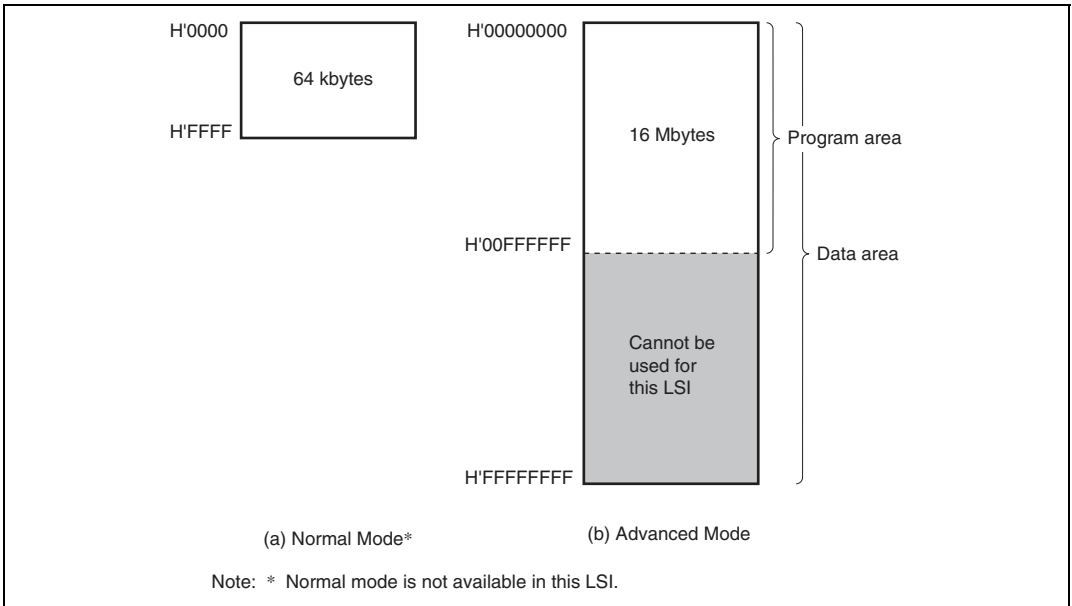 H'0000
64 kbytes
H'FFFF
H'00000000
16 Mbytes
Program area
H'00FFFFFF
Data area
Cannot be
used for
this LSI
H'FFFFFFFF
(a) Normal Mode*
(b) Advanced Mode
Note: * Normal mode is not available in this LSI.